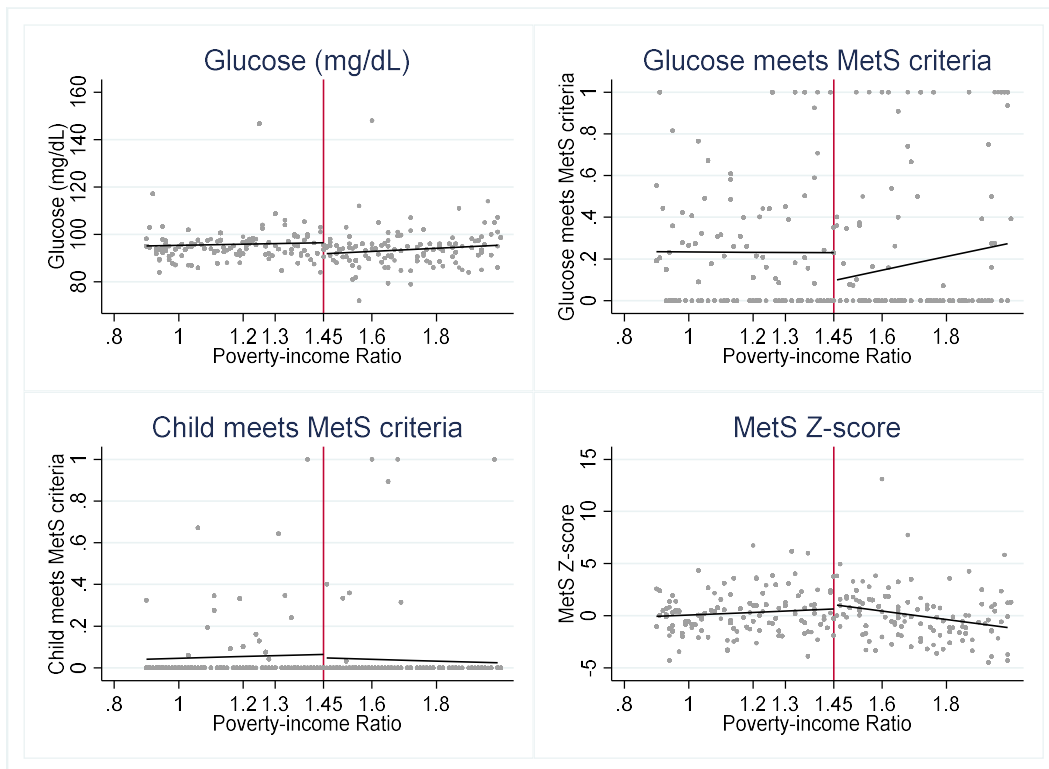 Glucose (mg/dL)
Glucose (mg/dL)
160
140
120
100
80
.8 1 1.2 1.3 1.45 1.6 1.8
Poverty-income Ratio
Glucose meets MetS criteria
Glucose meets MetS criteria
1
.8
.6
.4
.2
0
.8 1 1.2 1.3 1.45 1.6 1.8
Poverty-income Ratio
Child meets MetS criteria
Child meets MetS criteria
1
.8
.6
.4
.2
0
.8 1 1.2 1.3 1.45 1.6 1.8
Poverty-income Ratio
MetS Z-score
MetS Z-score
15
10
5
0
-5
.8 1 1.2 1.3 1.45 1.6 1.8
Poverty-income Ratio